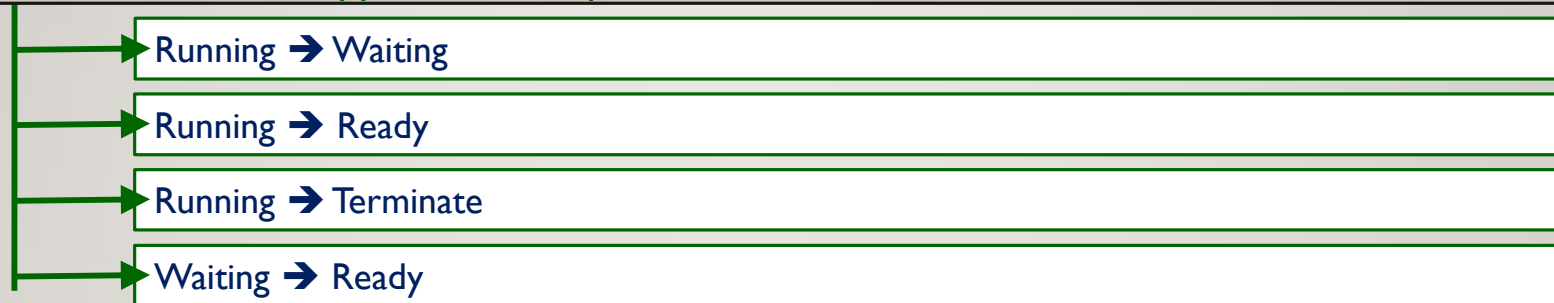 Running ➔ Waiting
Running ➔ Ready
Running ➔ Terminate
Waiting ➔ Ready